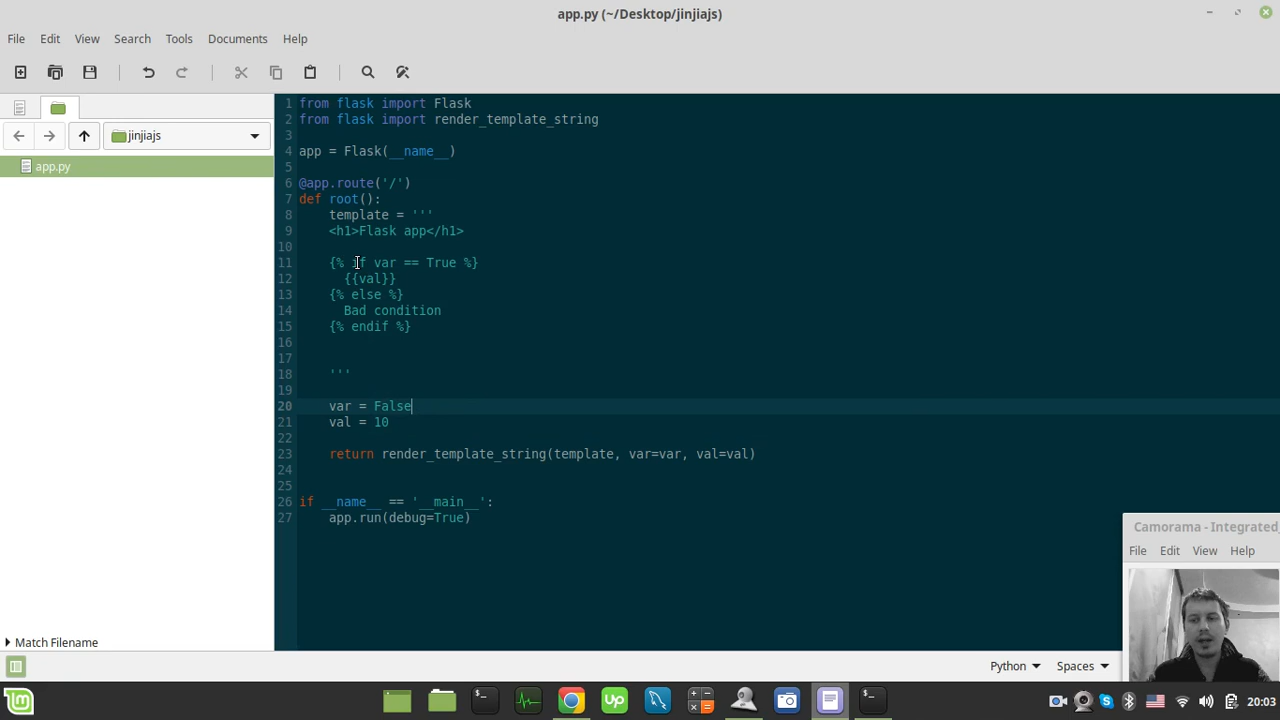 app.py (~/Desktop/jinjiajs)
File Edit View Search Tools Documents Help
jinjiajs
app.py
1 from flask import Flask
2 from flask import render_template_string
3
4 app = Flask(__name__)
5
6 @app.route('/')
7 def root():
8 template = '''
9 <h1>Flask app</h1>
10
11 {% if var == True %}
12 {{val}}
13 {% else %}
14 Bad condition
15 {% endif %}
16
17
18 '''
19
20 var = False
21 val = 10
22
23 return render_template_string(template, var=var, val=val)
24
25
26 if __name__ == '__main__':
27 app.run(debug=True)
Match Filename
Python Spaces
Camorama - Integrated
File Edit View Help
Up
20:03